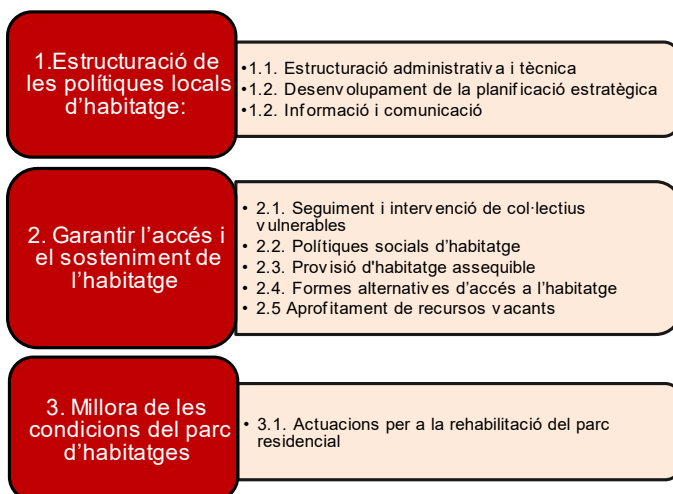 1.Estructuració de
les polítiques locals
d’habitatge:
•1.1. Estructuració administrativa i tècnica
•1.2. Desenvolupament de la planificació estratègica
•1.2. Informació i comunicació
2. Garantir l’accés i
el sosteniment de
l’habitatge
• 2.1. Seguiment i intervenció de col·lectius
vulnerables
• 2.2. Polítiques socials d’habitatge
• 2.3. Provisió d'habitatge assequible
• 2.4. Formes alternatives d’accés a l’habitatge
• 2.5 Aprofitament de recursos vacants
3. Millora de les
condicions del parc
d’habitatges
• 3.1. Actuacions per a la rehabilitació del parc
residencial